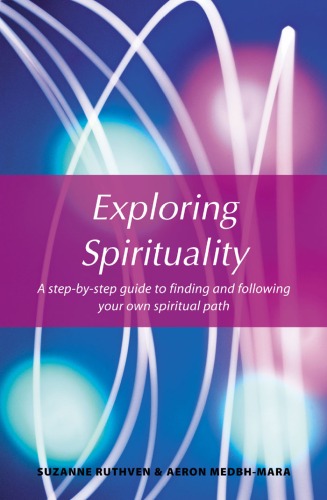 Exploring
Spirituality
A step-by-step guide to finding and following
your own spiritual path
SUZANNE RUTHVEN & AERON MEDBH-MARA